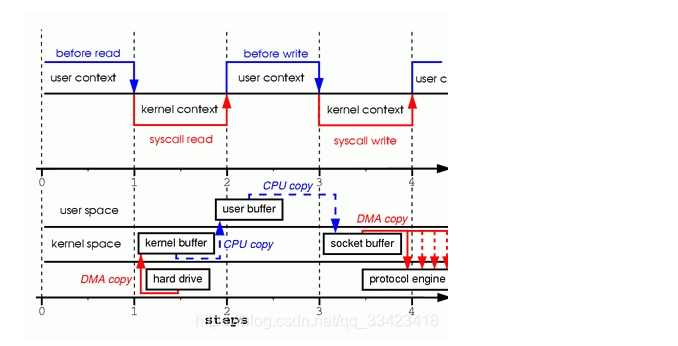 before read
before write
user context
user context
user c
kernel context
kernel context
syscall read
syscall write
0
1
2
3
4
CPU copy
user space
user buffer
DMA copy
kernel space
kernel buffer
CPU copy
socket buffer
DMA copy
hard drive
protocol engine
0
1
2
3
4
steps
http://blog.csdn.net/qq_33423418